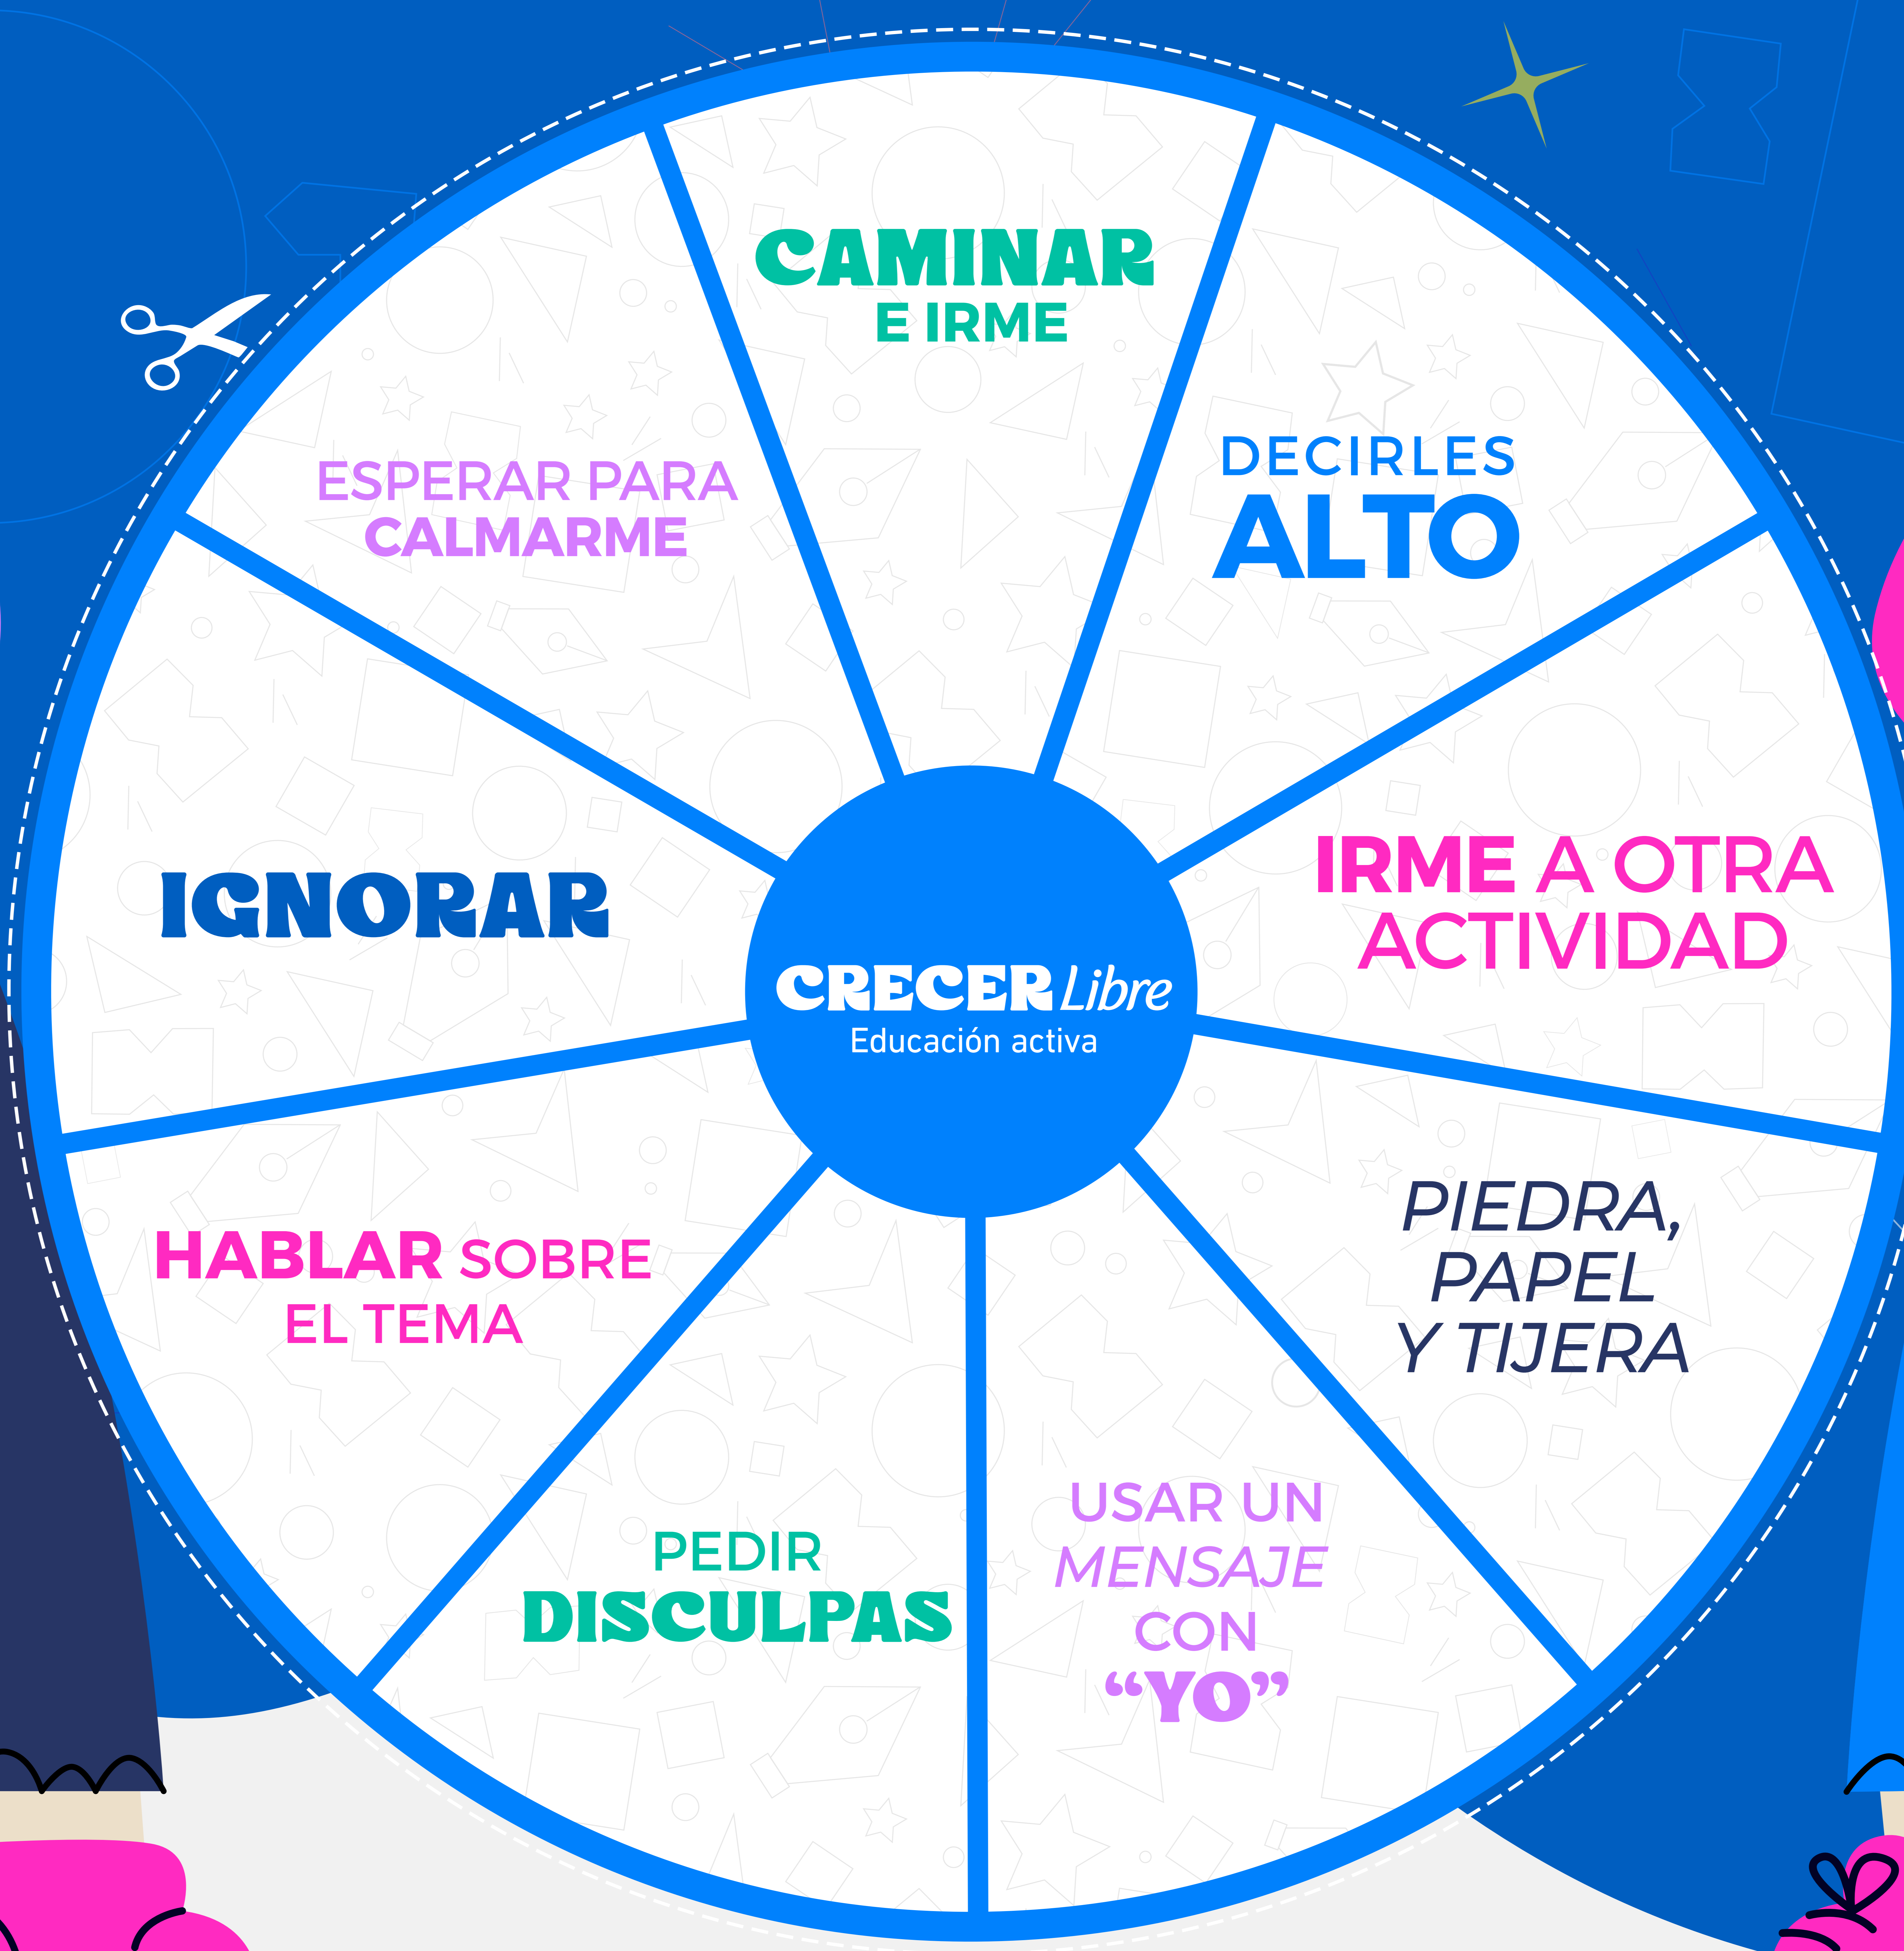 CAMINAR
E IRME
DECIRLES
ALTO
IRME A OTRA
ACTIVIDAD
PIEDRA,
PAPEL
Y TIJERA
USAR UN
MENSAJE
CON
“YO”
PEDIR
DISCULPAS
HABLAR SOBRE
EL TEMA
IGNORAR
ESPERAR PARA
CALMARME
CRECER Libre
Educación activa